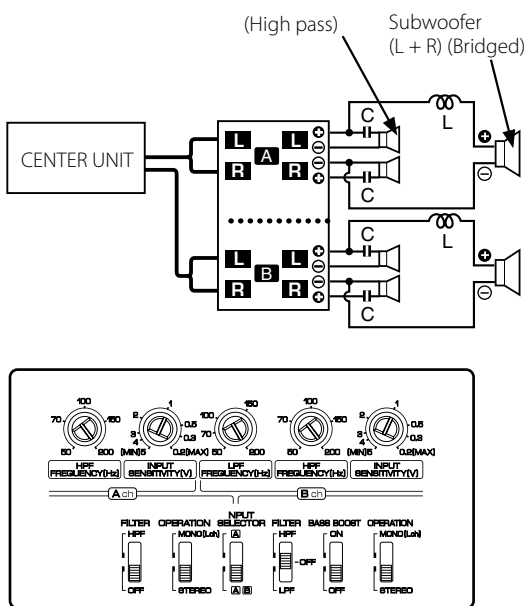 (High pass)
Subwoofer
(L + R) (Bridged)
CENTER UNIT
L L
A
R R
L L
B
R R
C
C
L
C
C
L
70 100 150
50 200
HPF
FREQUENCY(Hz)
2 1 0.5
3 0.3
4
(MIN)5 0.2(MAX)
INPUT
SENSITIVITY(V)
100 150
70
50 200
LPF
FREQUENCY(Hz)
70 100 150
50 200
HPF
FREQUENCY(Hz)
2 1 0.5
3 0.3
4
(MIN)5 0.2(MAX)
INPUT
SENSITIVITY(V)
A ch
B ch
FILTER
HPF
OFF
OPERATION
MONO(Lch)
STEREO
NPUT
SELECTOR
A
A B
FILTER
HPF
OFF
LPF
BASS BOOST
ON
OFF
OPERATION
MONO(Lch)
STEREO